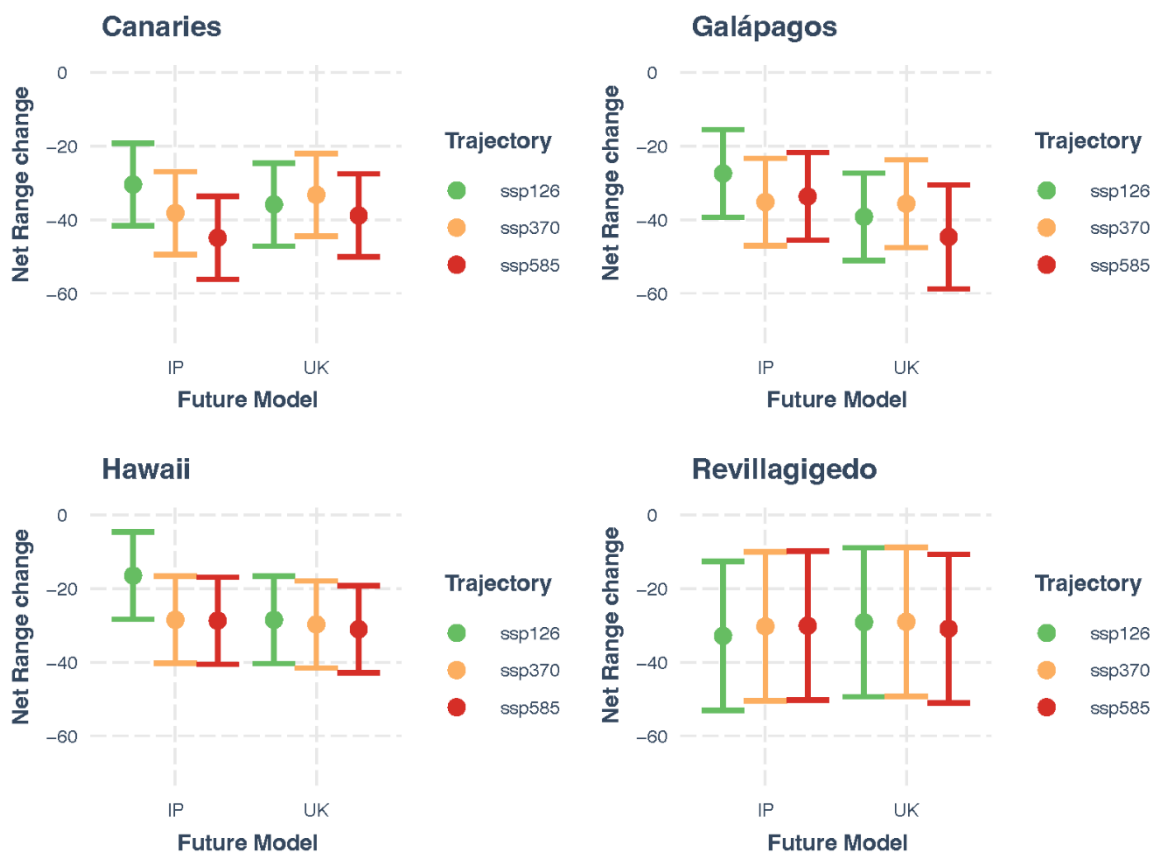 Canaries
Net Range change
0
−20
−40
−60
IP
UK
Future Model
Trajectory
ssp126
ssp370
ssp585
Galápagos
Net Range change
0
−20
−40
−60
IP
UK
Future Model
Trajectory
ssp126
ssp370
ssp585
Hawaii
Net Range change
0
−20
−40
−60
IP
UK
Future Model
Trajectory
ssp126
ssp370
ssp585
Revillagigedo
Net Range change
0
−20
−40
−60
IP
UK
Future Model
Trajectory
ssp126
ssp370
ssp585